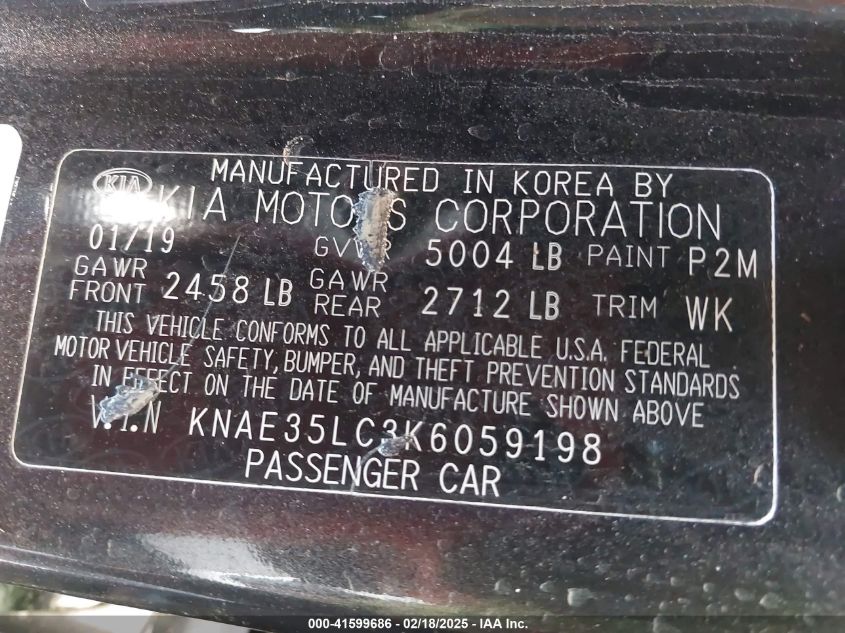 MANUFACTURED IN KOREA BY
KIA KIA MOTORS CORPORATION
01/19 GVWR 5004 LB PAINT P2M
GAWR FRONT 2458 LB GAWR REAR 2712 LB TRIM WK
THIS VEHICLE CONFORMS TO ALL APPLICABLE U.S.A. FEDERAL
MOTOR VEHICLE SAFETY, BUMPER, AND THEFT PREVENTION STANDARDS
IN EFFECT ON THE DATE OF MANUFACTURE SHOWN ABOVE
V.I.N KNAE35LC3K6059198
PASSENGER CAR
000-41599686 - 02/18/2025 - IAA Inc.